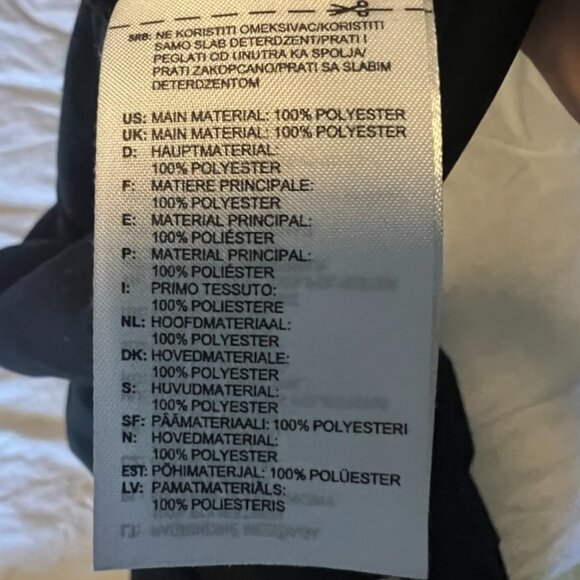 SRB: NE KORISTITI OMEKSIVAC/KORISTITI
SAMO SLAB DETERDZENT/PRATI I
PEGLATI OD UNUTRA KA SPOLJA/
PRATI ZAKOPCANO/PRATI SA SLABIM
DETERDZENTOM
US: MAIN MATERIAL: 100% POLYESTER
UK: MAIN MATERIAL: 100% POLYESTER
D: HAUPTMATERIAL:
100% POLYESTER
F: MATIERE PRINCIPALE:
100% POLYESTER
E: MATERIAL PRINCIPAL:
100% POLIÉSTER
P: MATERIAL PRINCIPAL:
100% POLIÉSTER
I: PRIMO TESSUTO:
100% POLIESTERE
NL: HOOFDMATERIAAL:
100% POLYESTER
DK: HOVEDMATERIALE:
100% POLYESTER
S: HUVUDMATERIAL:
100% POLYESTER
SF: PÄÄMATERIAALI: 100% POLYESTERI
N: HOVEDMATERIAL:
100% POLYESTER
EST: PÕHIMATERJAL: 100% POLÜESTER
LV: PAMATMATERIĀLS:
100% POLIESTERIS